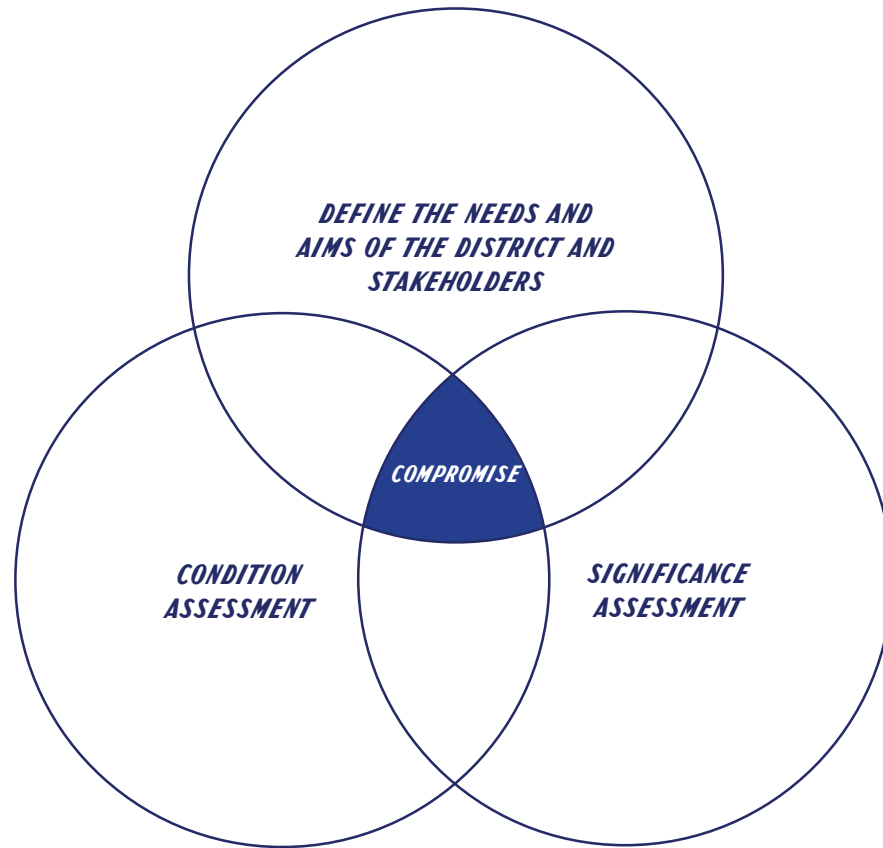 DEFINE THE NEEDS AND
AIMS OF THE DISTRICT AND
STAKEHOLDERS
COMPROMISE
CONDITION
ASSESSMENT
SIGNIFICANCE
ASSESSMENT